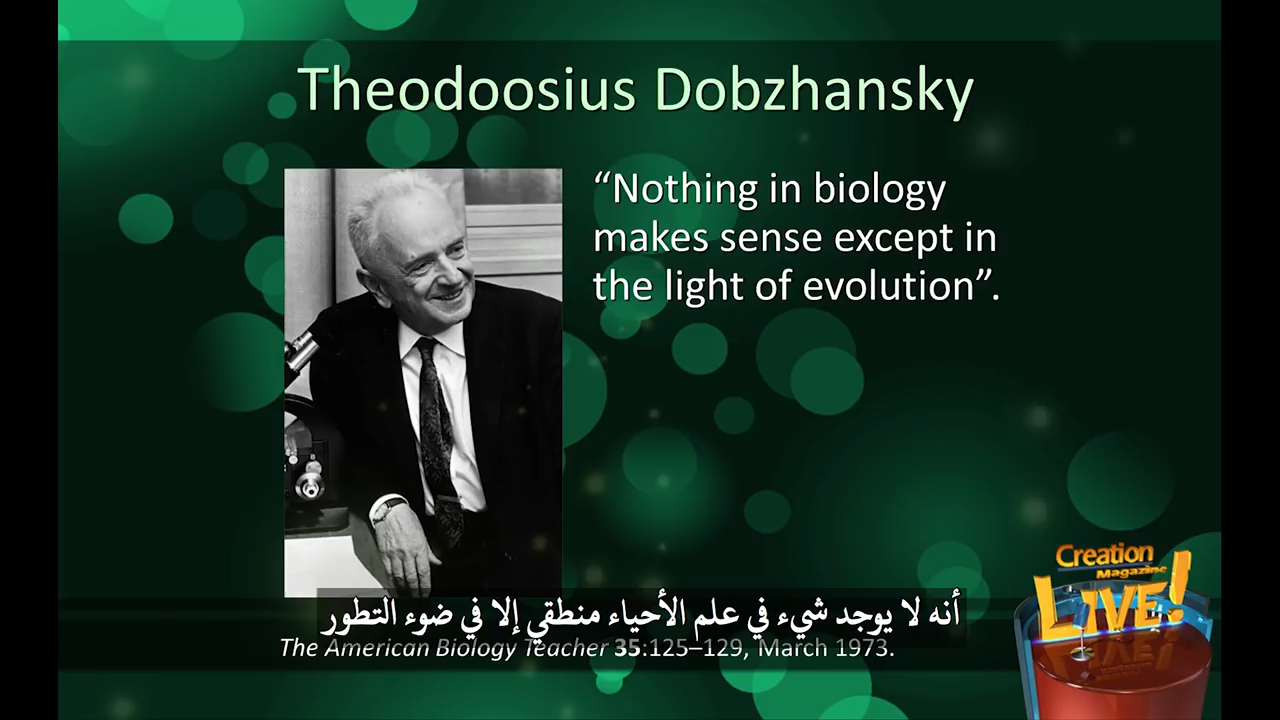 Theodoosius Dobzhansky
“Nothing in biology
makes sense except in
the light of evolution”.
أنه لا يوجد شيء في علم الأحياء منطقي إلا في ضوء التطور
The American Biology Teacher 35:125–129, March 1973.
Creation
Magazine
LIVE!